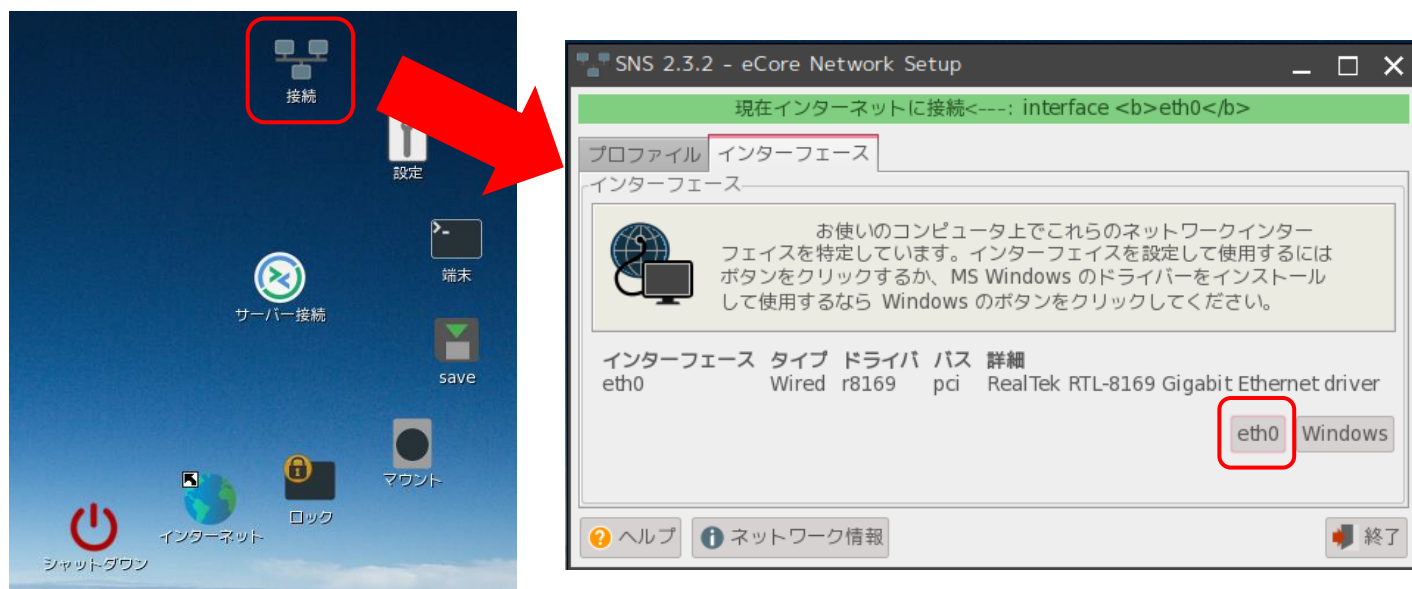 接続
設定
端末
サーバー接続
save
マウント
ロック
インターネット
シャットダウン
SNS 2.3.2 - eCore Network Setup
現在インターネットに接続<---: interface <b>eth0</b>
プロファイル インターフェース
インターフェース
お使いのコンピュータ上でこれらのネットワークインター
フェイスを特定しています。インターフェイスを設定して使用するには
ボタンをクリックするか、MS Windows のドライバーをインストール
して使用するなら Windows のボタンをクリックしてください。
インターフェース タイプ ドライバ バス 詳細
eth0 Wired r8169 pci RealTek RTL-8169 Gigabit Ethernet driver
eth0 Windows
ヘルプ ネットワーク情報 終了